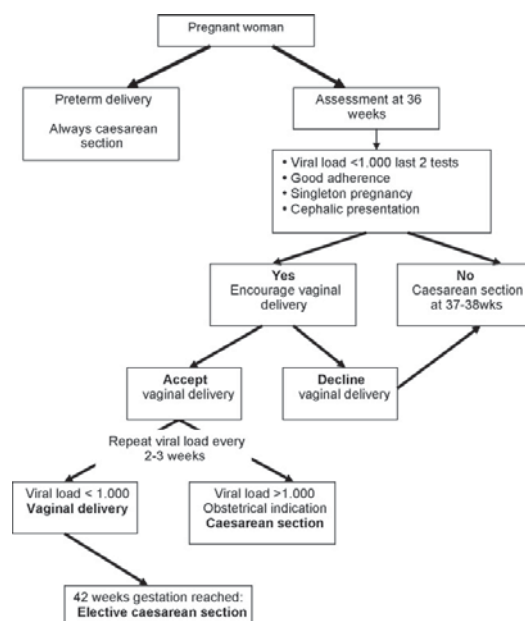 Pregnant woman
Preterm delivery
Always caesarean
section
Assessment at 36
weeks
• Viral load <1.000 last 2 tests
• Good adherence
• Singleton pregnancy
• Cephalic presentation
Yes
Encourage vaginal
delivery
No
Caesarean section
at 37-38wks
Accept
vaginal delivery
Decline
vaginal delivery
Repeat viral load every
2-3 weeks
Viral load < 1.000
Vaginal delivery
Viral load >1.000
Obstetrical indication
Caesarean section
42 weeks gestation reached:
Elective caesarean section